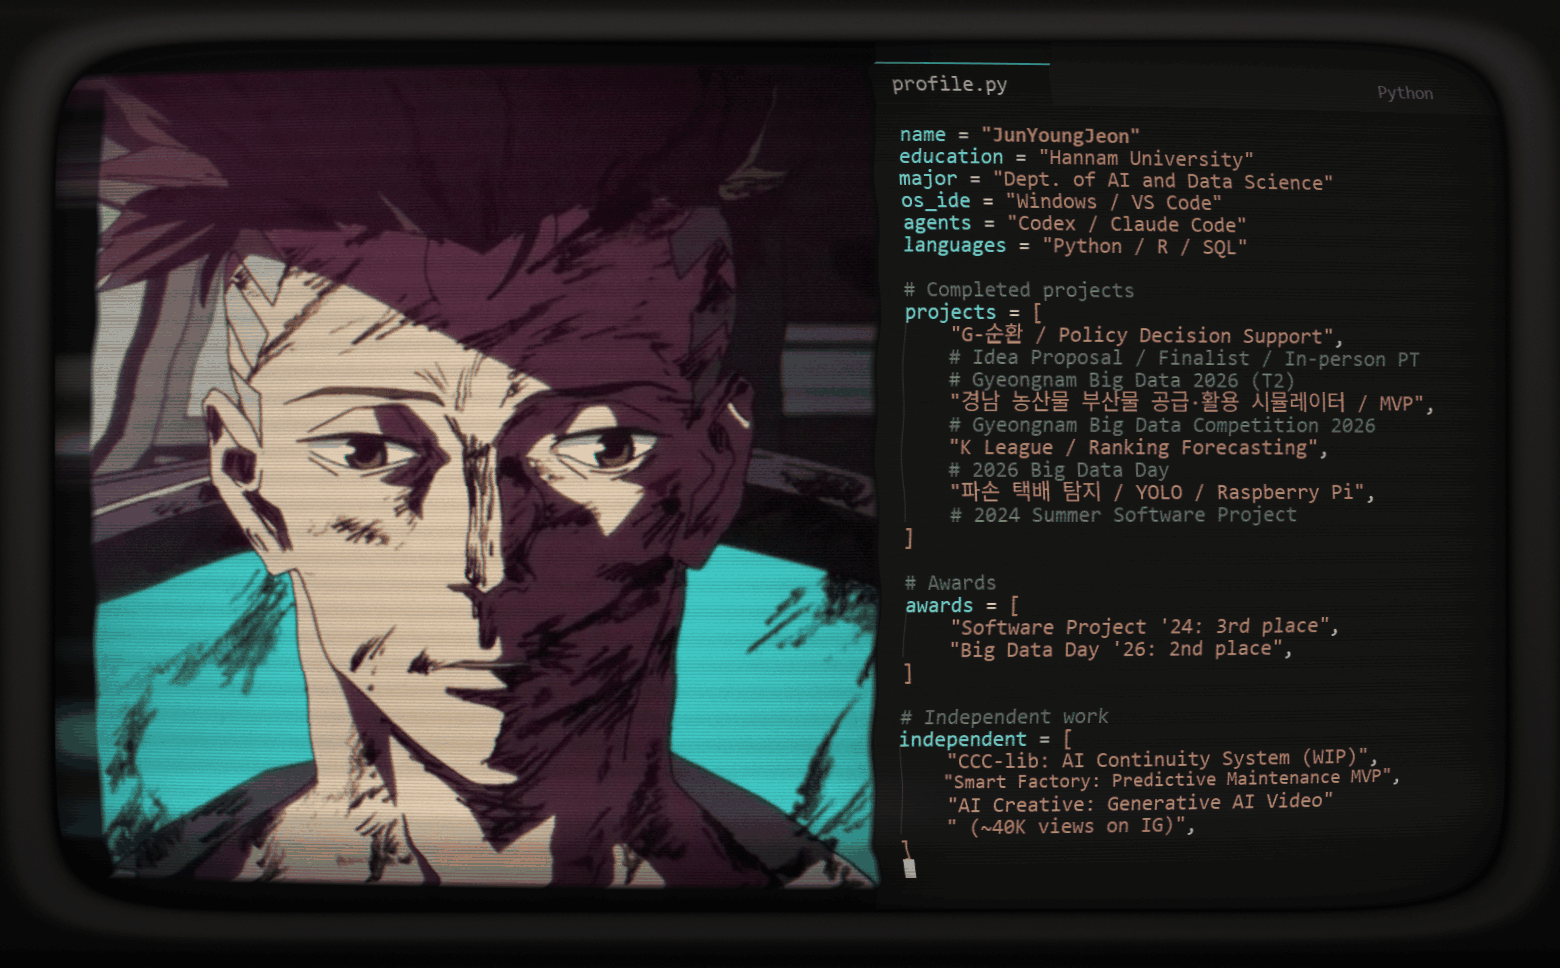 profile.py
Python
name = "JunYoungJeon"
education = "Hannam University"
major = "Dept. of AI and Data Science"
os_ide = "Windows / VS Code"
agents = "Codex / Claude Code"
languages = "Python / R / SQL"
# Completed projects
projects = [
"G-순환 / Policy Decision Support",
# Idea Proposal / Finalist / In-person PT
# Gyeongnam Big Data 2026 (T2)
"경남 농산물 부산물 공급·활용 시뮬레이터 / MVP",
# Gyeongnam Big Data Competition 2026
"K League / Ranking Forecasting",
# 2026 Big Data Day
"파손 택배 탐지 / YOLO / Raspberry Pi",
# 2024 Summer Software Project
]
# Awards
awards = [
"Software Project '24: 3rd place",
"Big Data Day '26: 2nd place",
]
# Independent work
independent = [
"CCC-lib: AI Continuity System (WIP)",
"Smart Factory: Predictive Maintenance MVP",
"AI Creative: Generative AI Video"
" (~40K views on IG)",
]